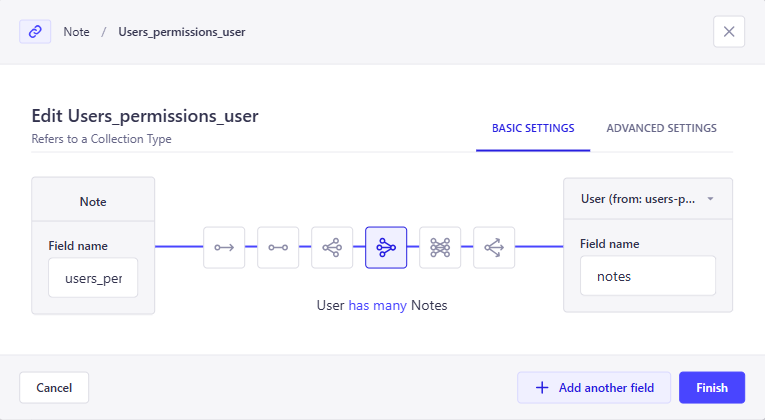 Note / Users_permissions_user
Edit Users_permissions_user
Refers to a Collection Type
BASIC SETTINGS
ADVANCED SETTINGS
Note
Field name
users_per
User (from: users-p...
Field name
notes
User has many Notes
Cancel
Add another field
Finish